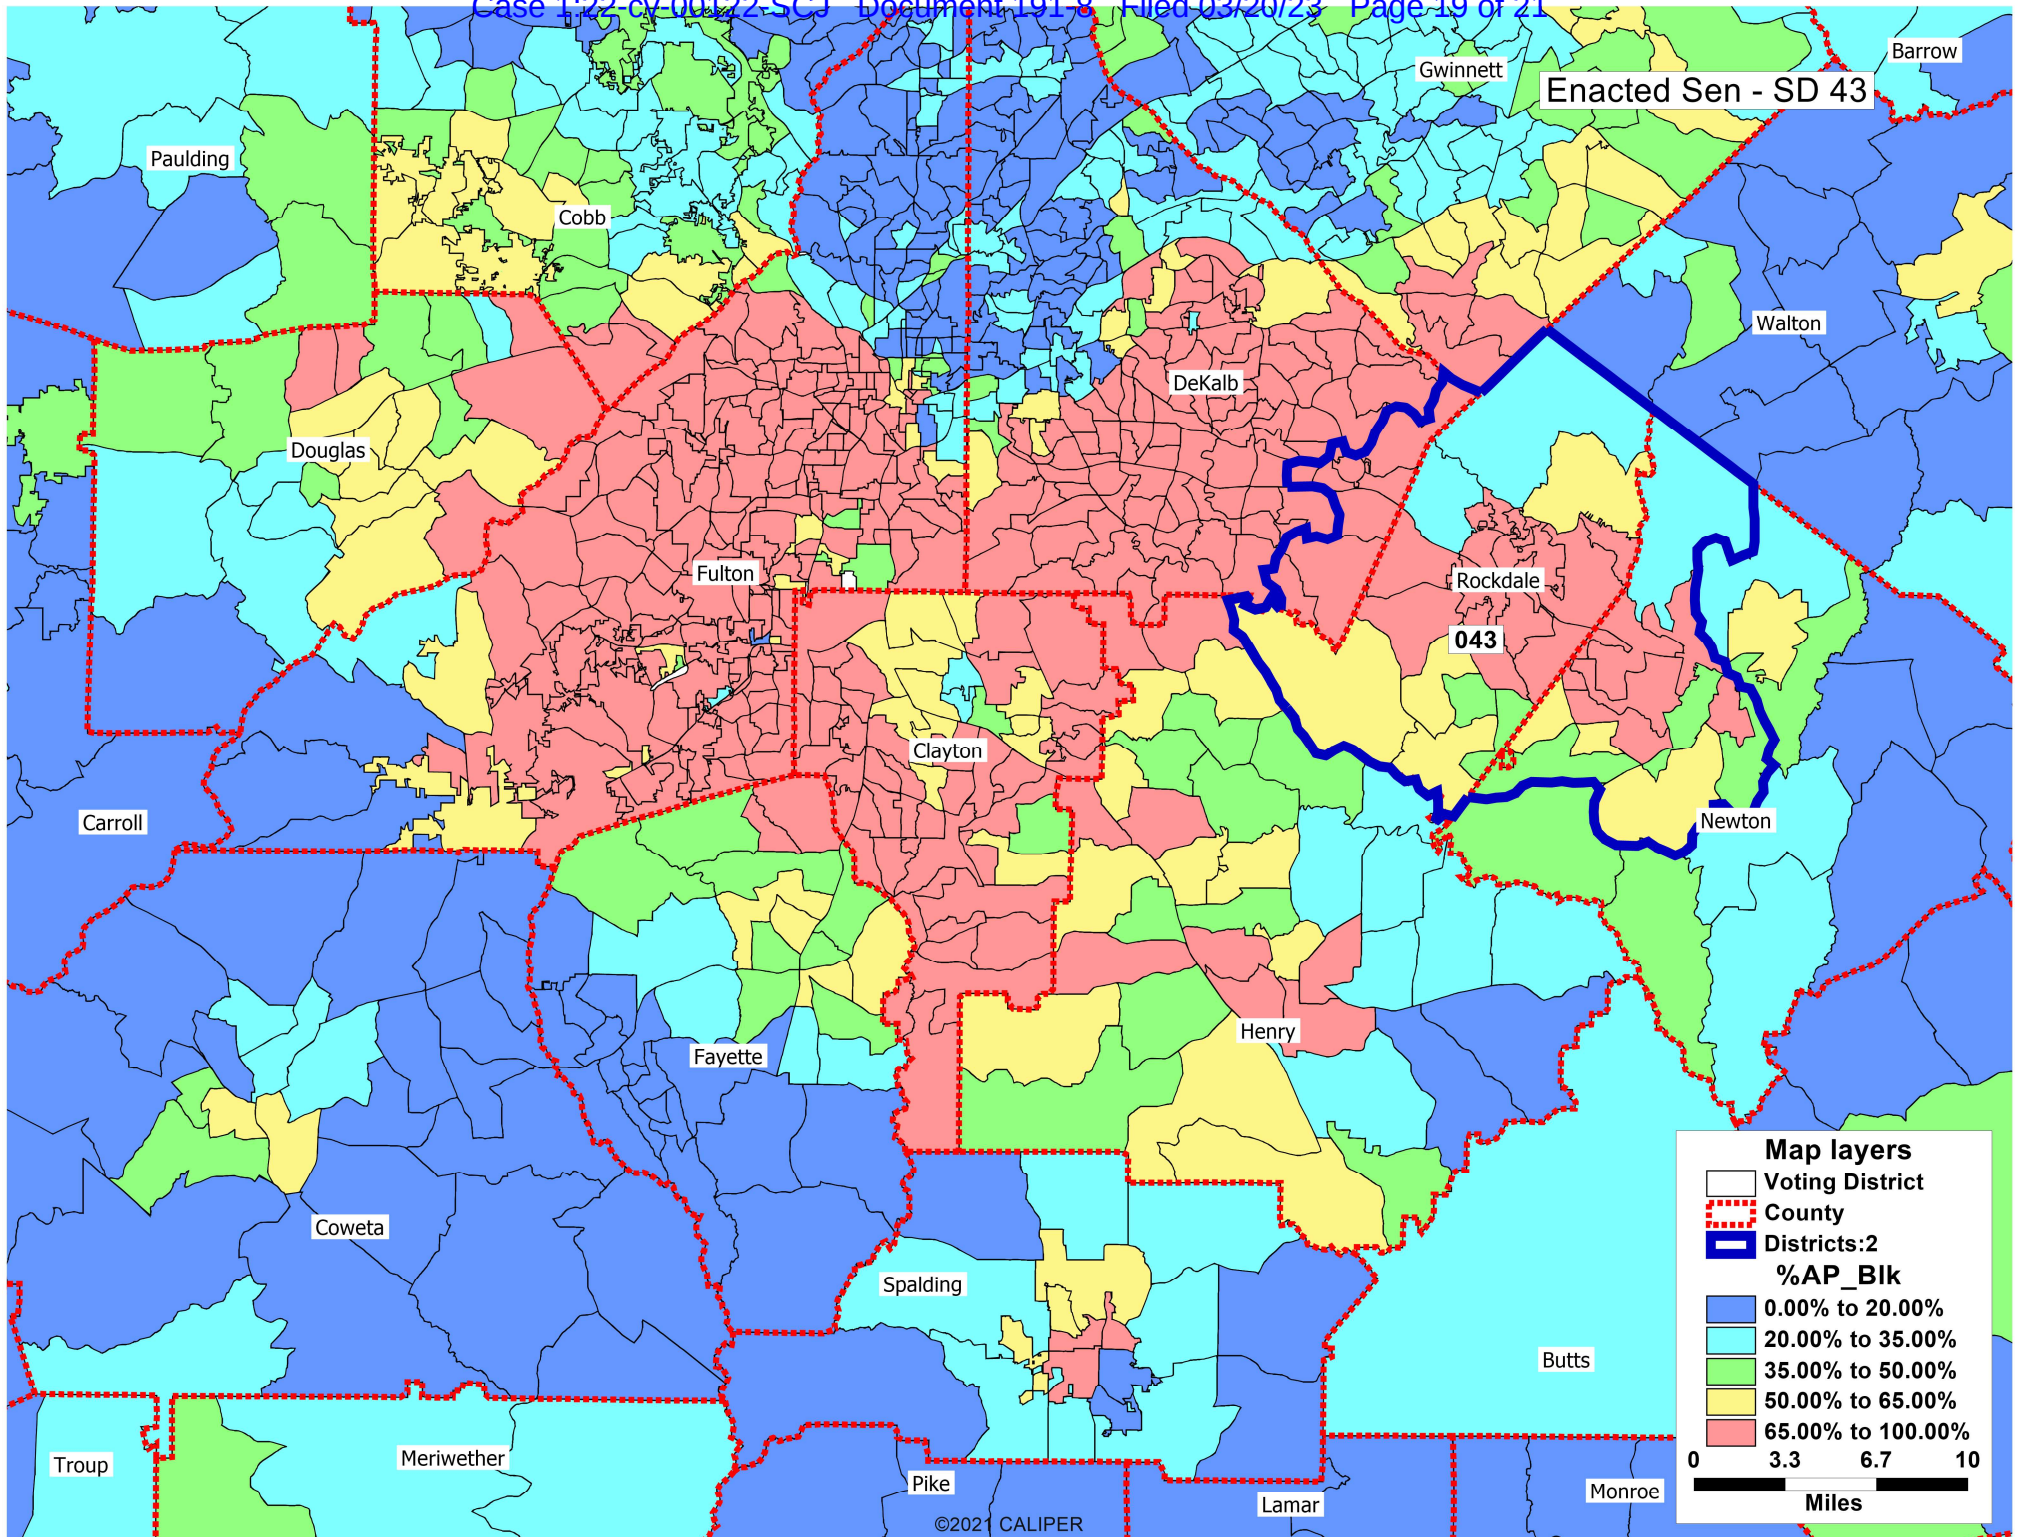 Case 1:22-cv-00122-SCJ Document 191-8 Filed 03/20/23 Page 19 of 21
Barrow
Gwinnett
Enacted Sen - SD 43
Paulding
Cobb
Walton
DeKalb
Douglas
Fulton
Rockdale
043
Clayton
Carroll
Newton
Henry
Fayette
Coweta
Spalding
Butts
Troup
Meriwether
Pike
Lamar
Monroe
©2021 CALIPER
Map layers
Voting District
County
Districts:2
%AP_Blk
0.00% to 20.00%
20.00% to 35.00%
35.00% to 50.00%
50.00% to 65.00%
65.00% to 100.00%
0 3.3 6.7 10
Miles